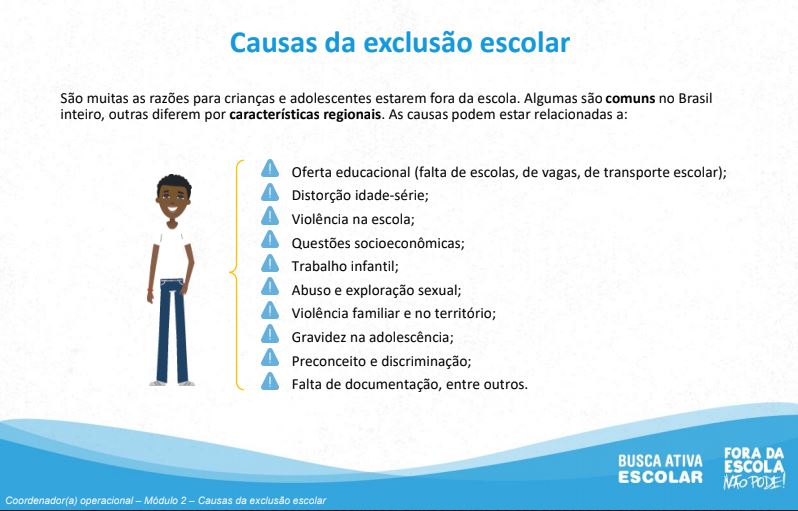 Causas da exclusão escolar
São muitas as razões para crianças e adolescentes estarem fora da escola. Algumas são comuns no Brasil
inteiro, outras diferem por características regionais. As causas podem estar relacionadas a:
Oferta educacional (falta de escolas, de vagas, de transporte escolar);
Distorção idade-série;
Violência na escola;
Questões socioeconômicas;
Trabalho infantil;
Abuso e exploração sexual;
Violência familiar e no território;
Gravidez na adolescência;
Preconceito e discriminação;
Falta de documentação, entre outros.
BUSCA ATIVA
ESCOLAR
FORA DA
ESCOLA
NÃO PODE!
Coordenador(a) operacional – Módulo 2 – Causas da exclusão escolar